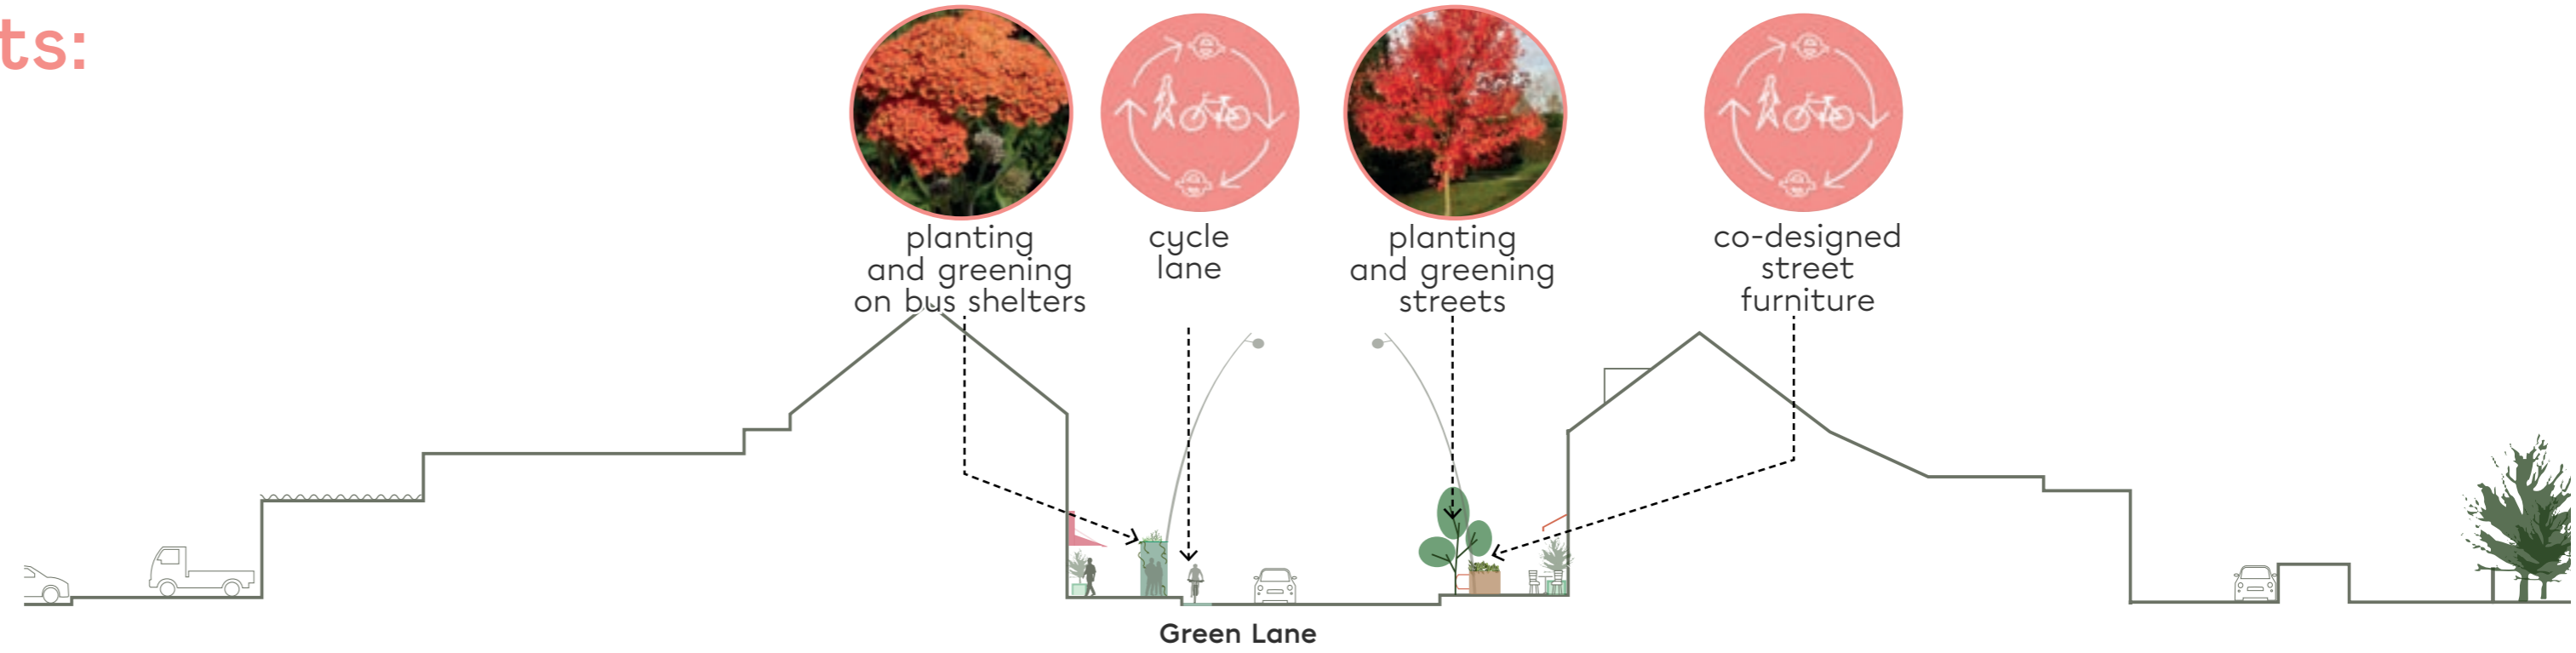 ts:
planting
and greening
on bus shelters
cycle
lane
planting
and greening
streets
co-designed
street
furniture
Green Lane